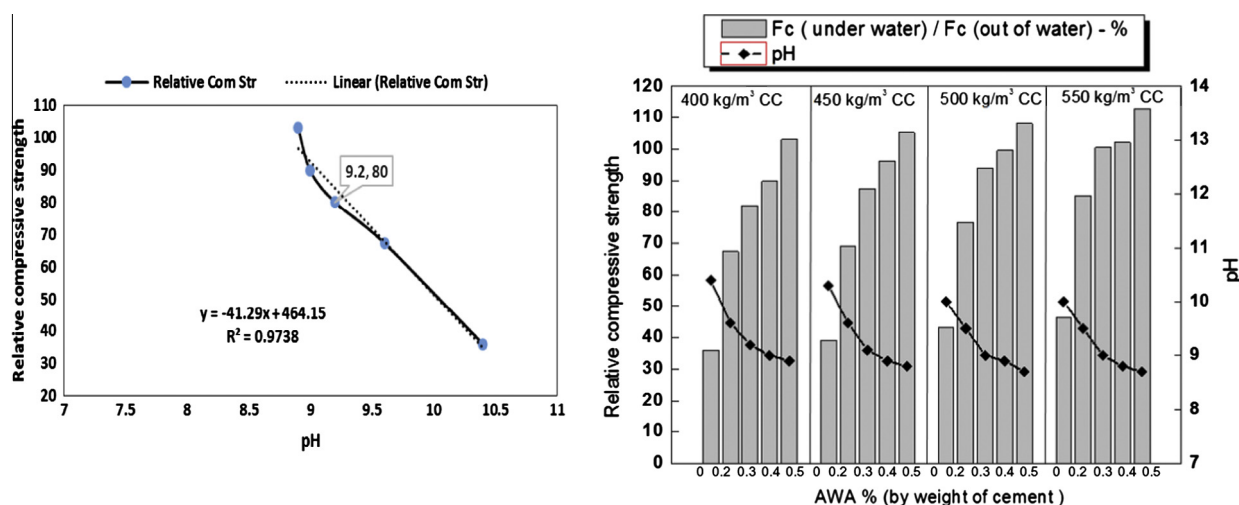 Relative Com Str
Linear (Relative Com Str)
Relative compressive strength
110
100
90
80
70
60
50
40
30
20
9.2, 80
y = -41.29x + 464.15
R² = 0.9738
7
7.5
8
8.5
9
9.5
10
10.5
11
pH
Fc ( under water) / Fc (out of water) - %
pH
Relative compressive strength
120
110
100
90
80
70
60
50
40
30
20
10
0
400 kg/m³ CC
450 kg/m³ CC
500 kg/m³ CC
550 kg/m³ CC
14
13
12
11
10
9
8
7
pH
0 0.2 0.3 0.4 0.5
0 0.2 0.3 0.4 0.5
0 0.2 0.3 0.4 0.5
0 0.2 0.3 0.4 0.5
AWA % (by weight of cement )